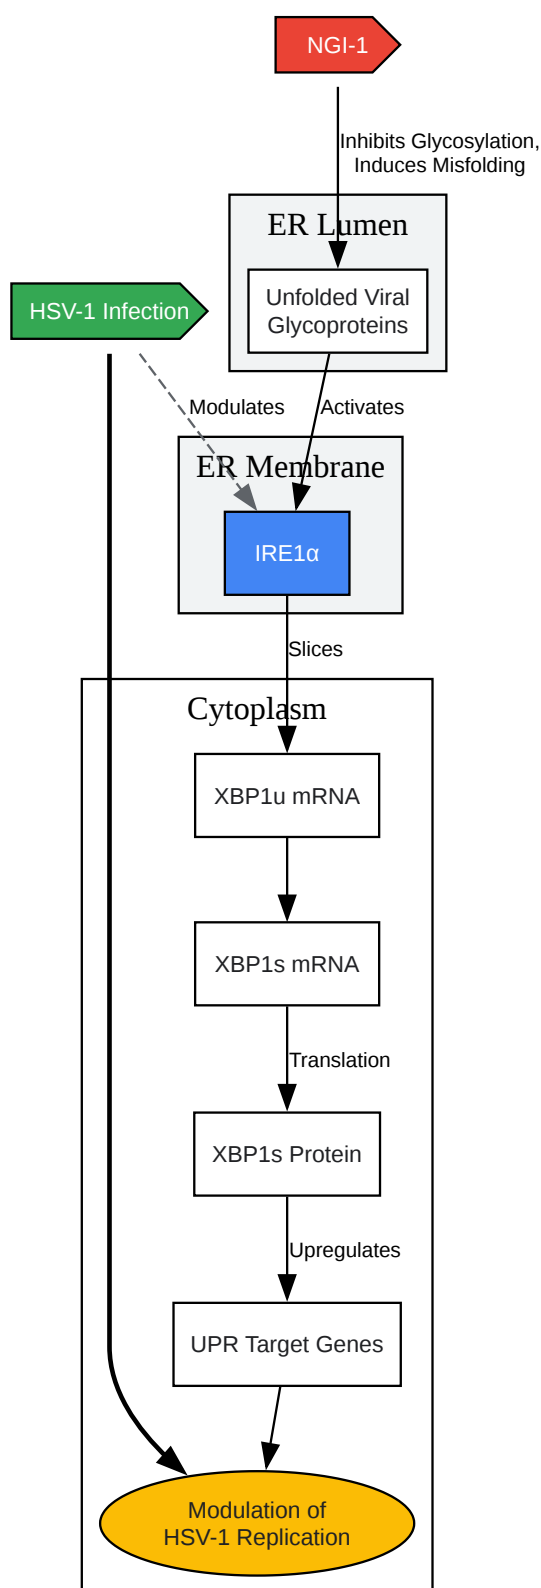 NGI-1
Inhibits Glycosylation,
Induces Misfolding
ER Lumen
Unfolded Viral
Glycoproteins
HSV-1 Infection
Modulates
Activates
ER Membrane
IRE1α
Slices
Cytoplasm
XBP1u mRNA
XBP1s mRNA
Translation
XBP1s Protein
Upregulates
UPR Target Genes
Modulation of
HSV-1 Replication